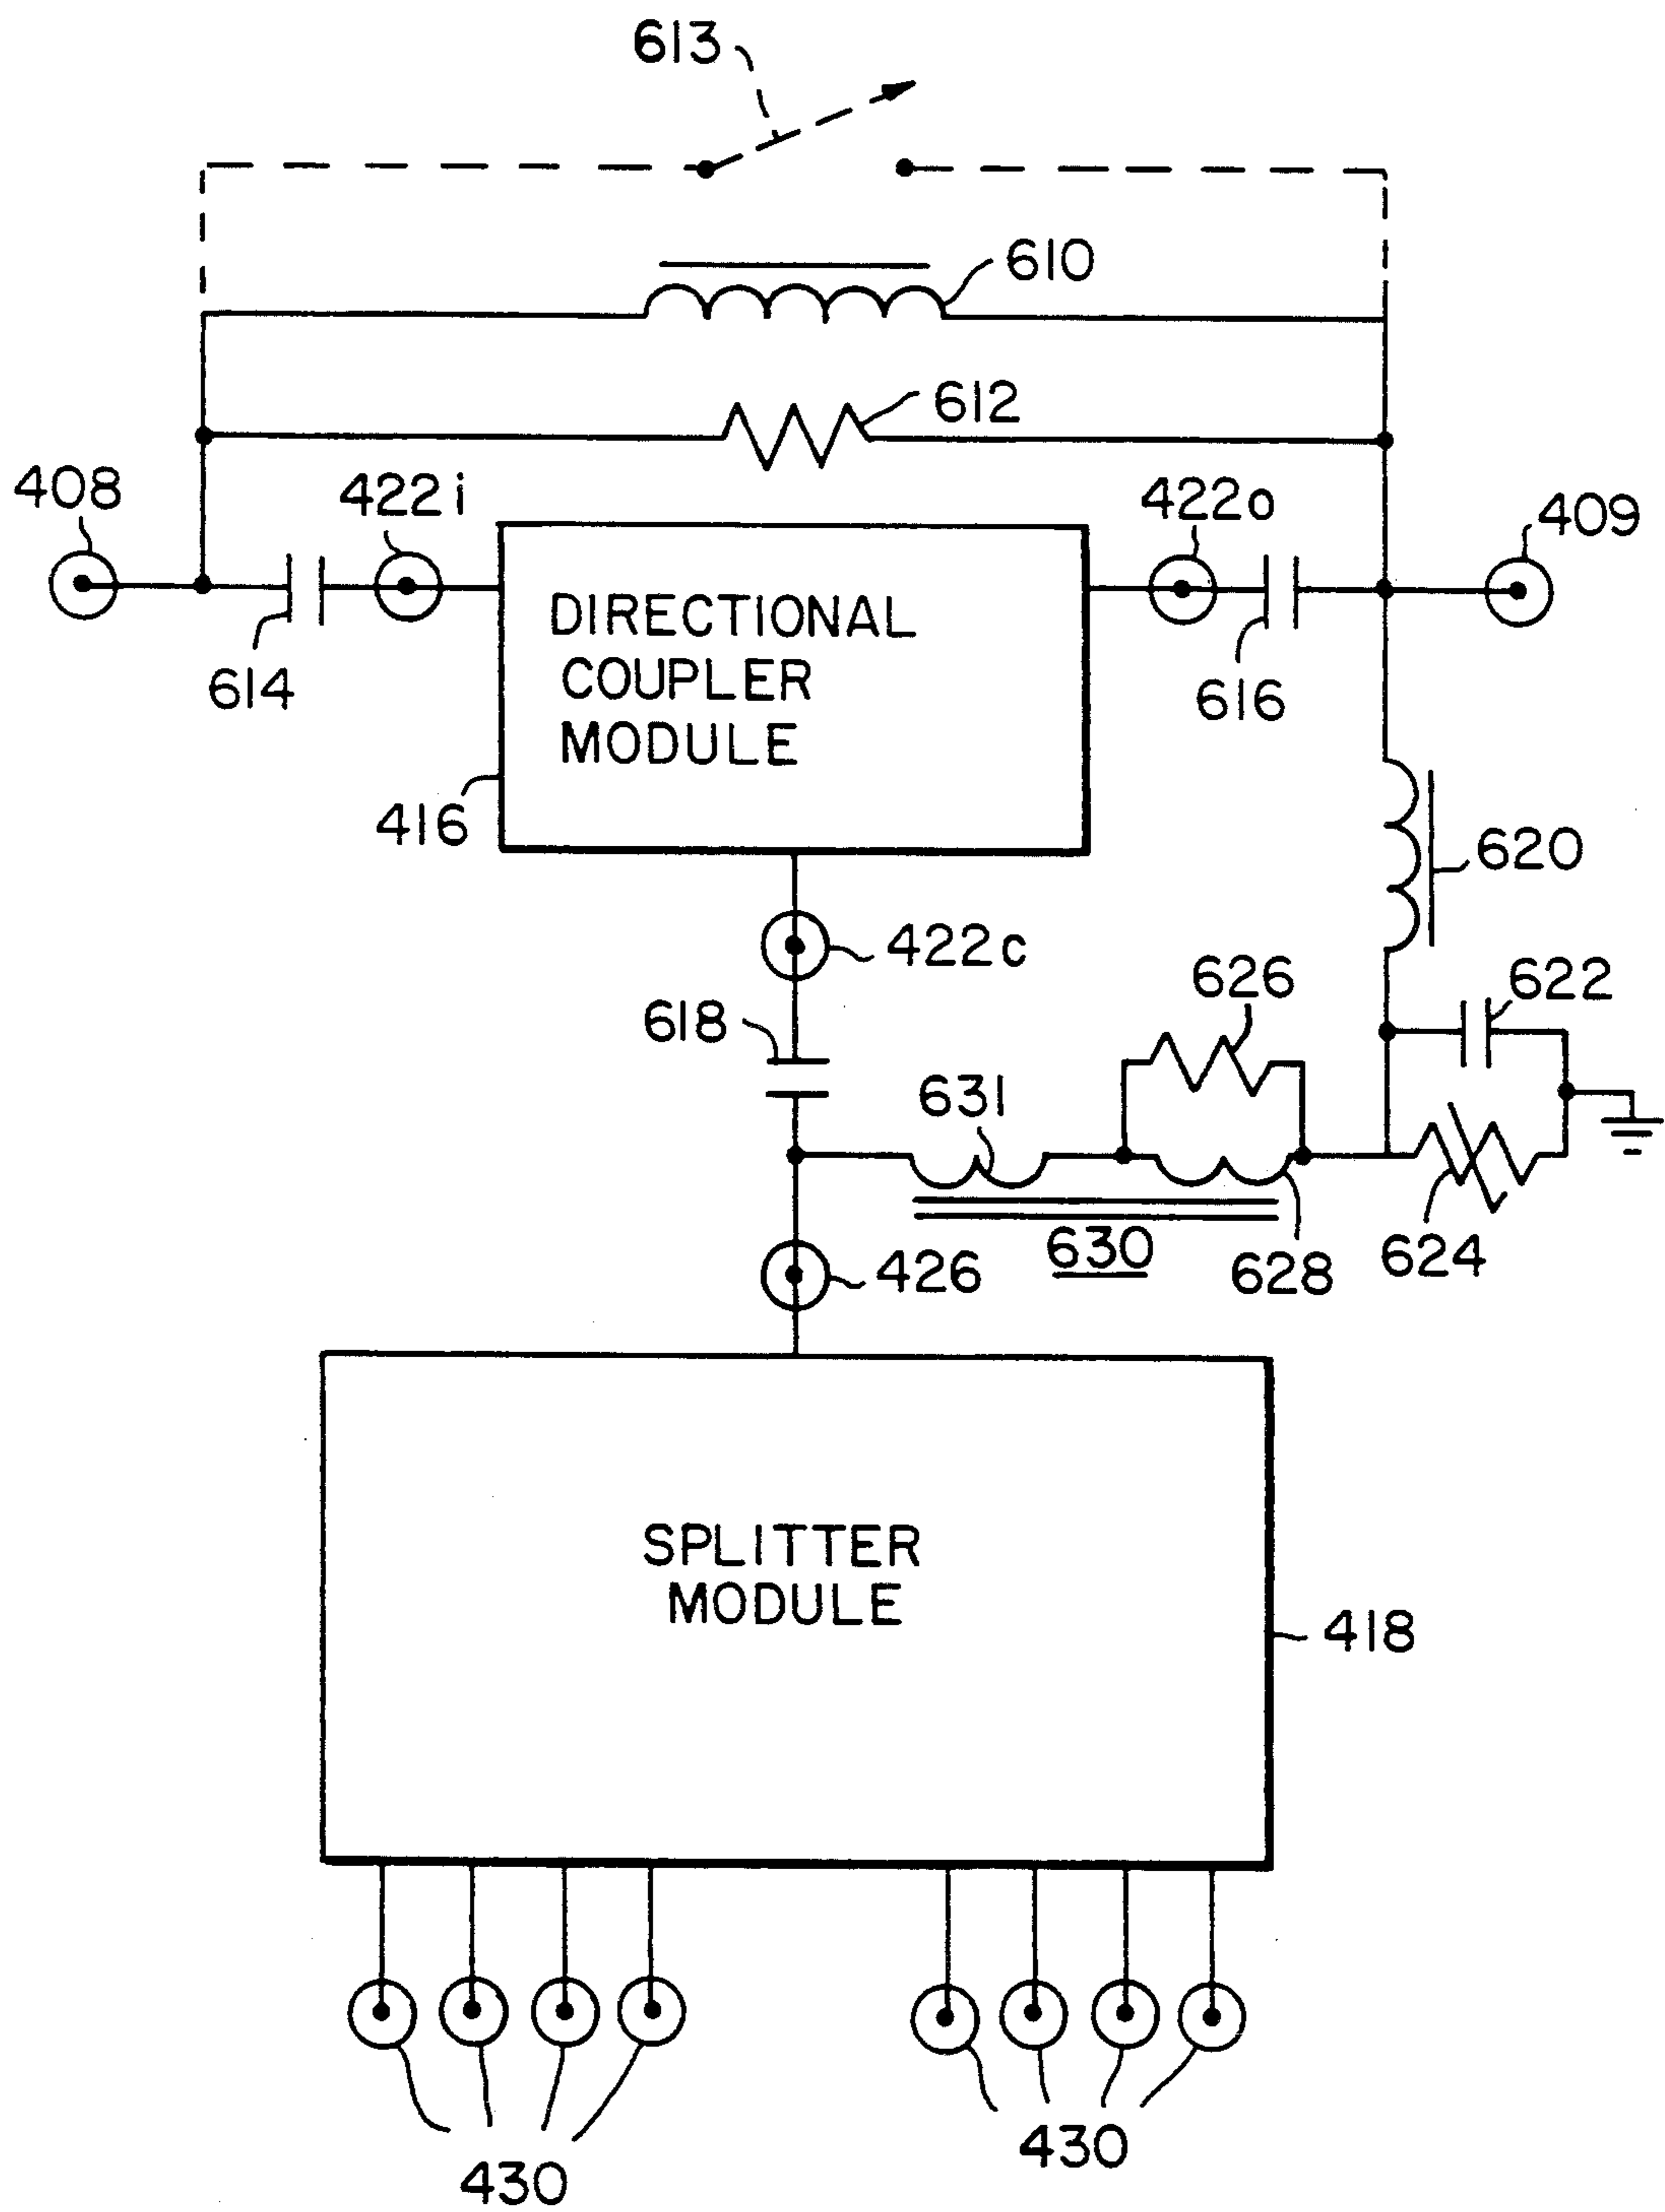 613
610
612
408
422i
422o
409
DIRECTIONAL
COUPLER
MODULE
614
616
416
620
422c
626
622
618
631
630
628
624
426
SPLITTER
MODULE
418
430
430